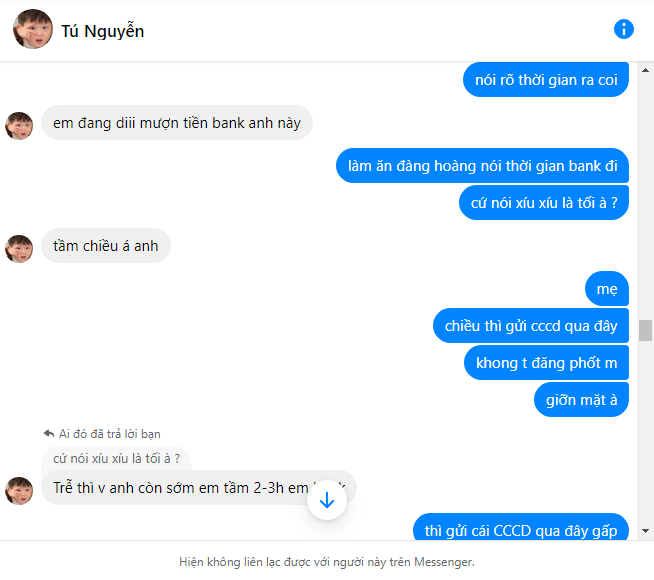 Tú Nguyễn
nói rõ thời gian ra coi
em đang diii mượn tiền bank anh này
làm ăn đàng hoàng nói thời gian bank đi
cứ nói xíu xíu là tối à ?
tầm chiều á anh
mẹ
chiều thì gửi cccd qua đây
khong t đăng phốt m
giỡn mặt à
Ai đó đã trả lời bạn
cứ nói xíu xíu là tối à ?
Trễ thì v anh còn sớm em tầm 2-3h em
thì gửi cái CCCD qua đây gấp
Hiện không liên lạc được với người này trên Messenger.